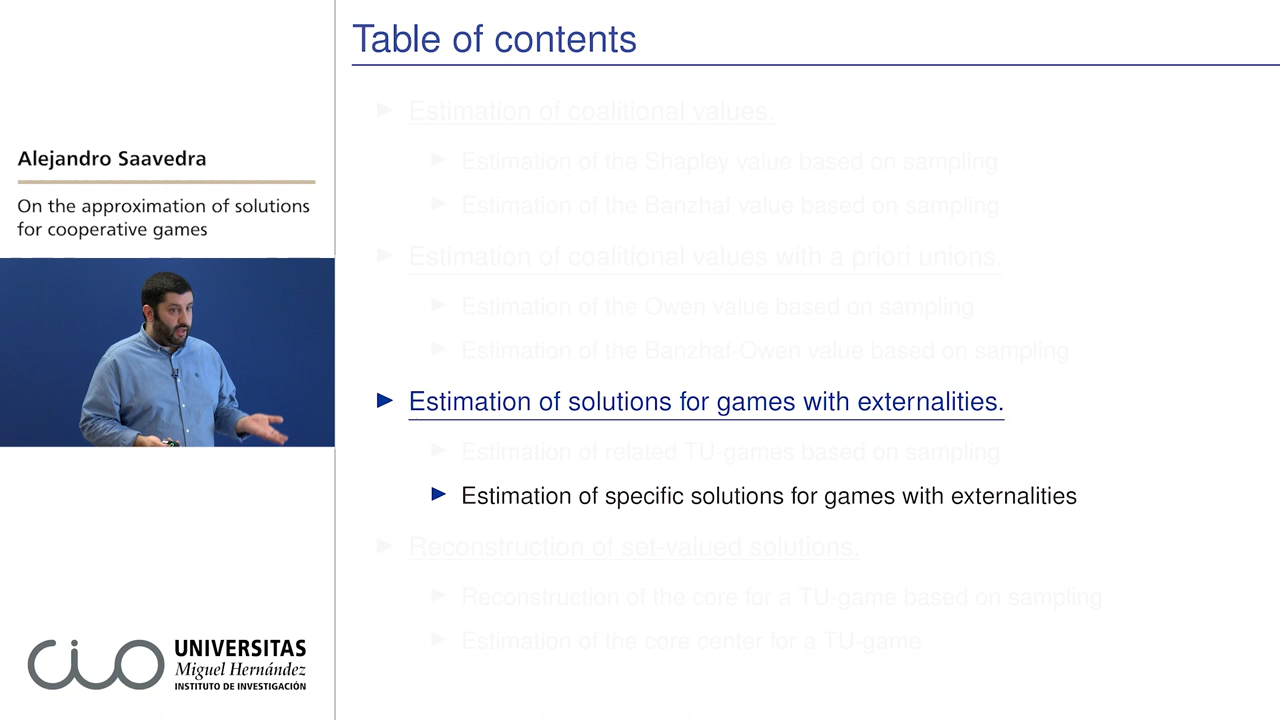 Table of contents
Alejandro Saavedra
On the approximation of solutions
for cooperative games
▶ Estimation of coalitional values.
▶ Estimation of the Shapley value based on sampling
▶ Estimation of the Banzhaf value based on sampling
▶ Estimation of coalitional values with a priori unions.
▶ Estimation of the Owen value based on sampling
▶ Estimation of the Banzhaf-Owen value based on sampling
▶ Estimation of solutions for games with externalities.
▶ Estimation of related TU-games based on sampling
▶ Estimation of specific solutions for games with externalities
▶ Reconstruction of set-valued solutions.
▶ Reconstruction of the core for a TU-game based on sampling
▶ Estimation of the core center for a TU-game
cio
UNIVERSITAS
Miguel Hernández
INSTITUTO DE INVESTIGACIÓN